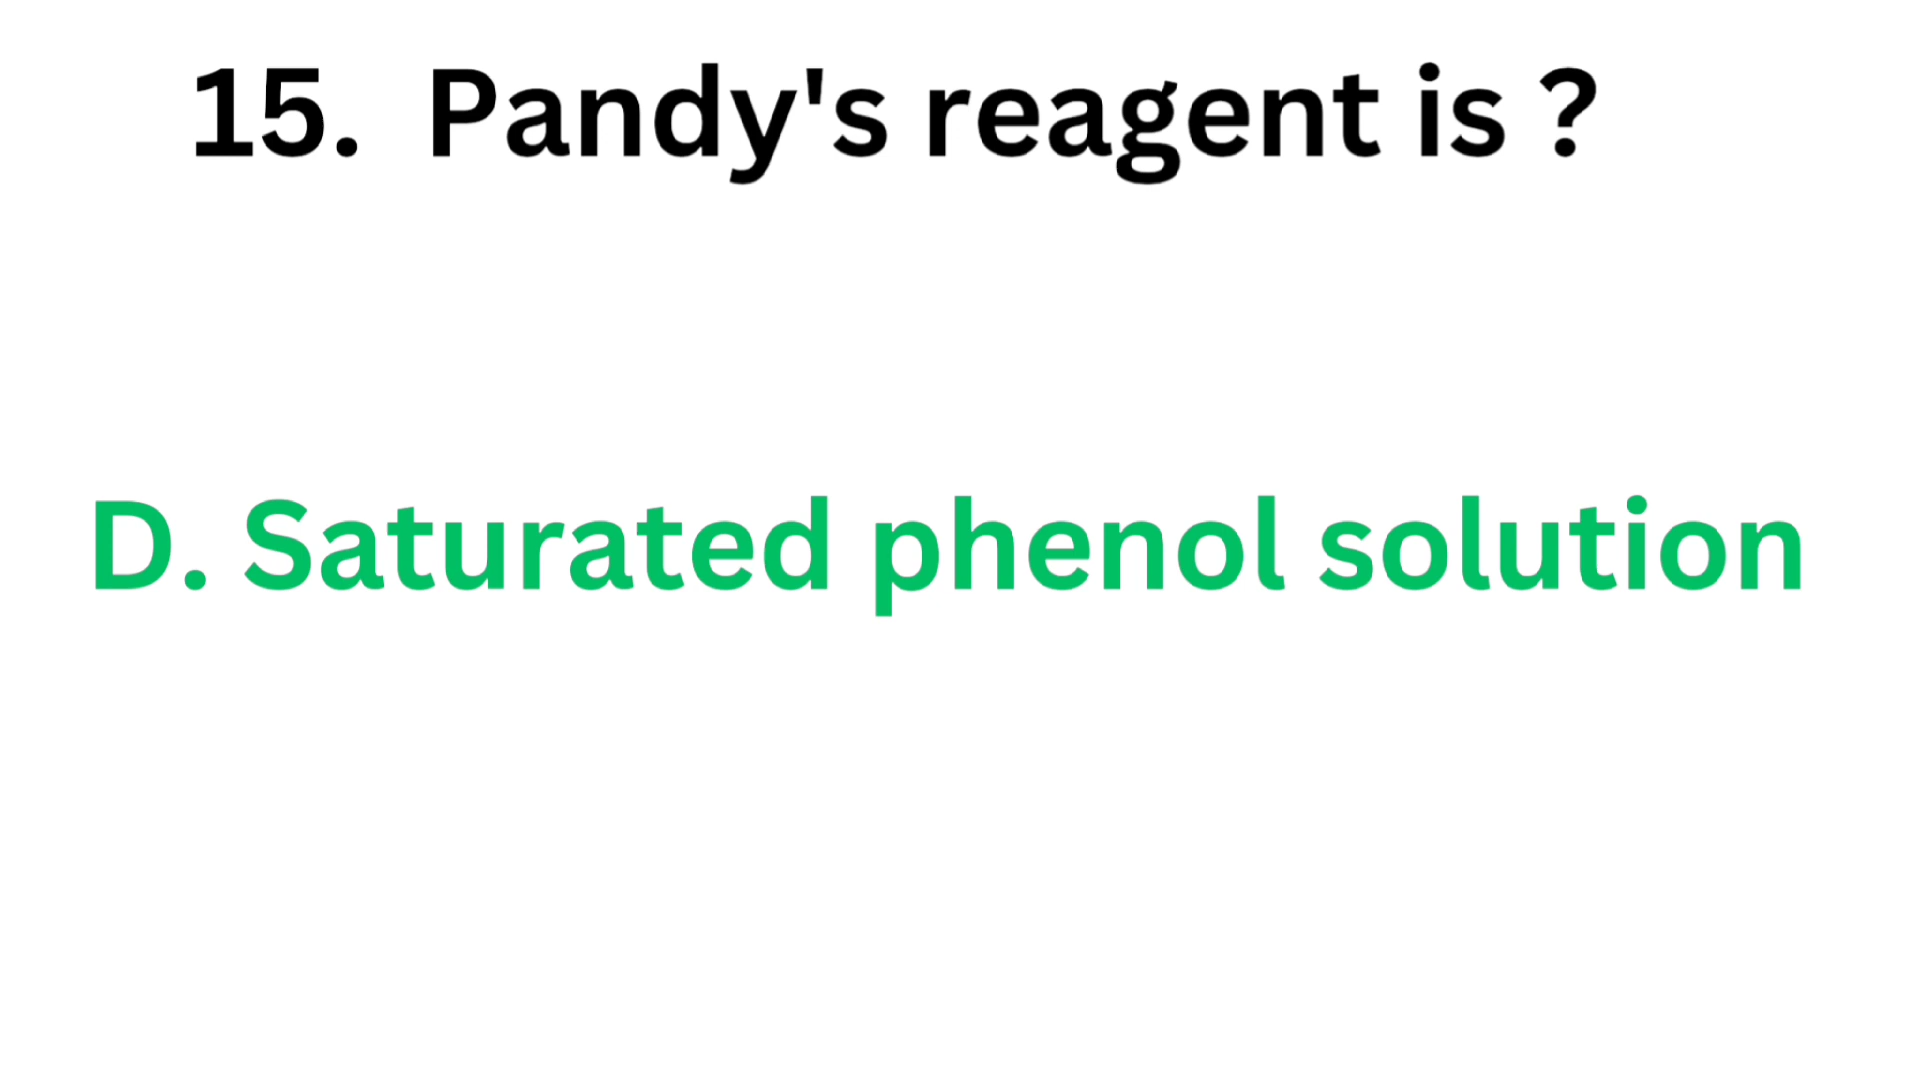 15. Pandy's reagent is ?
D. Saturated phenol solution